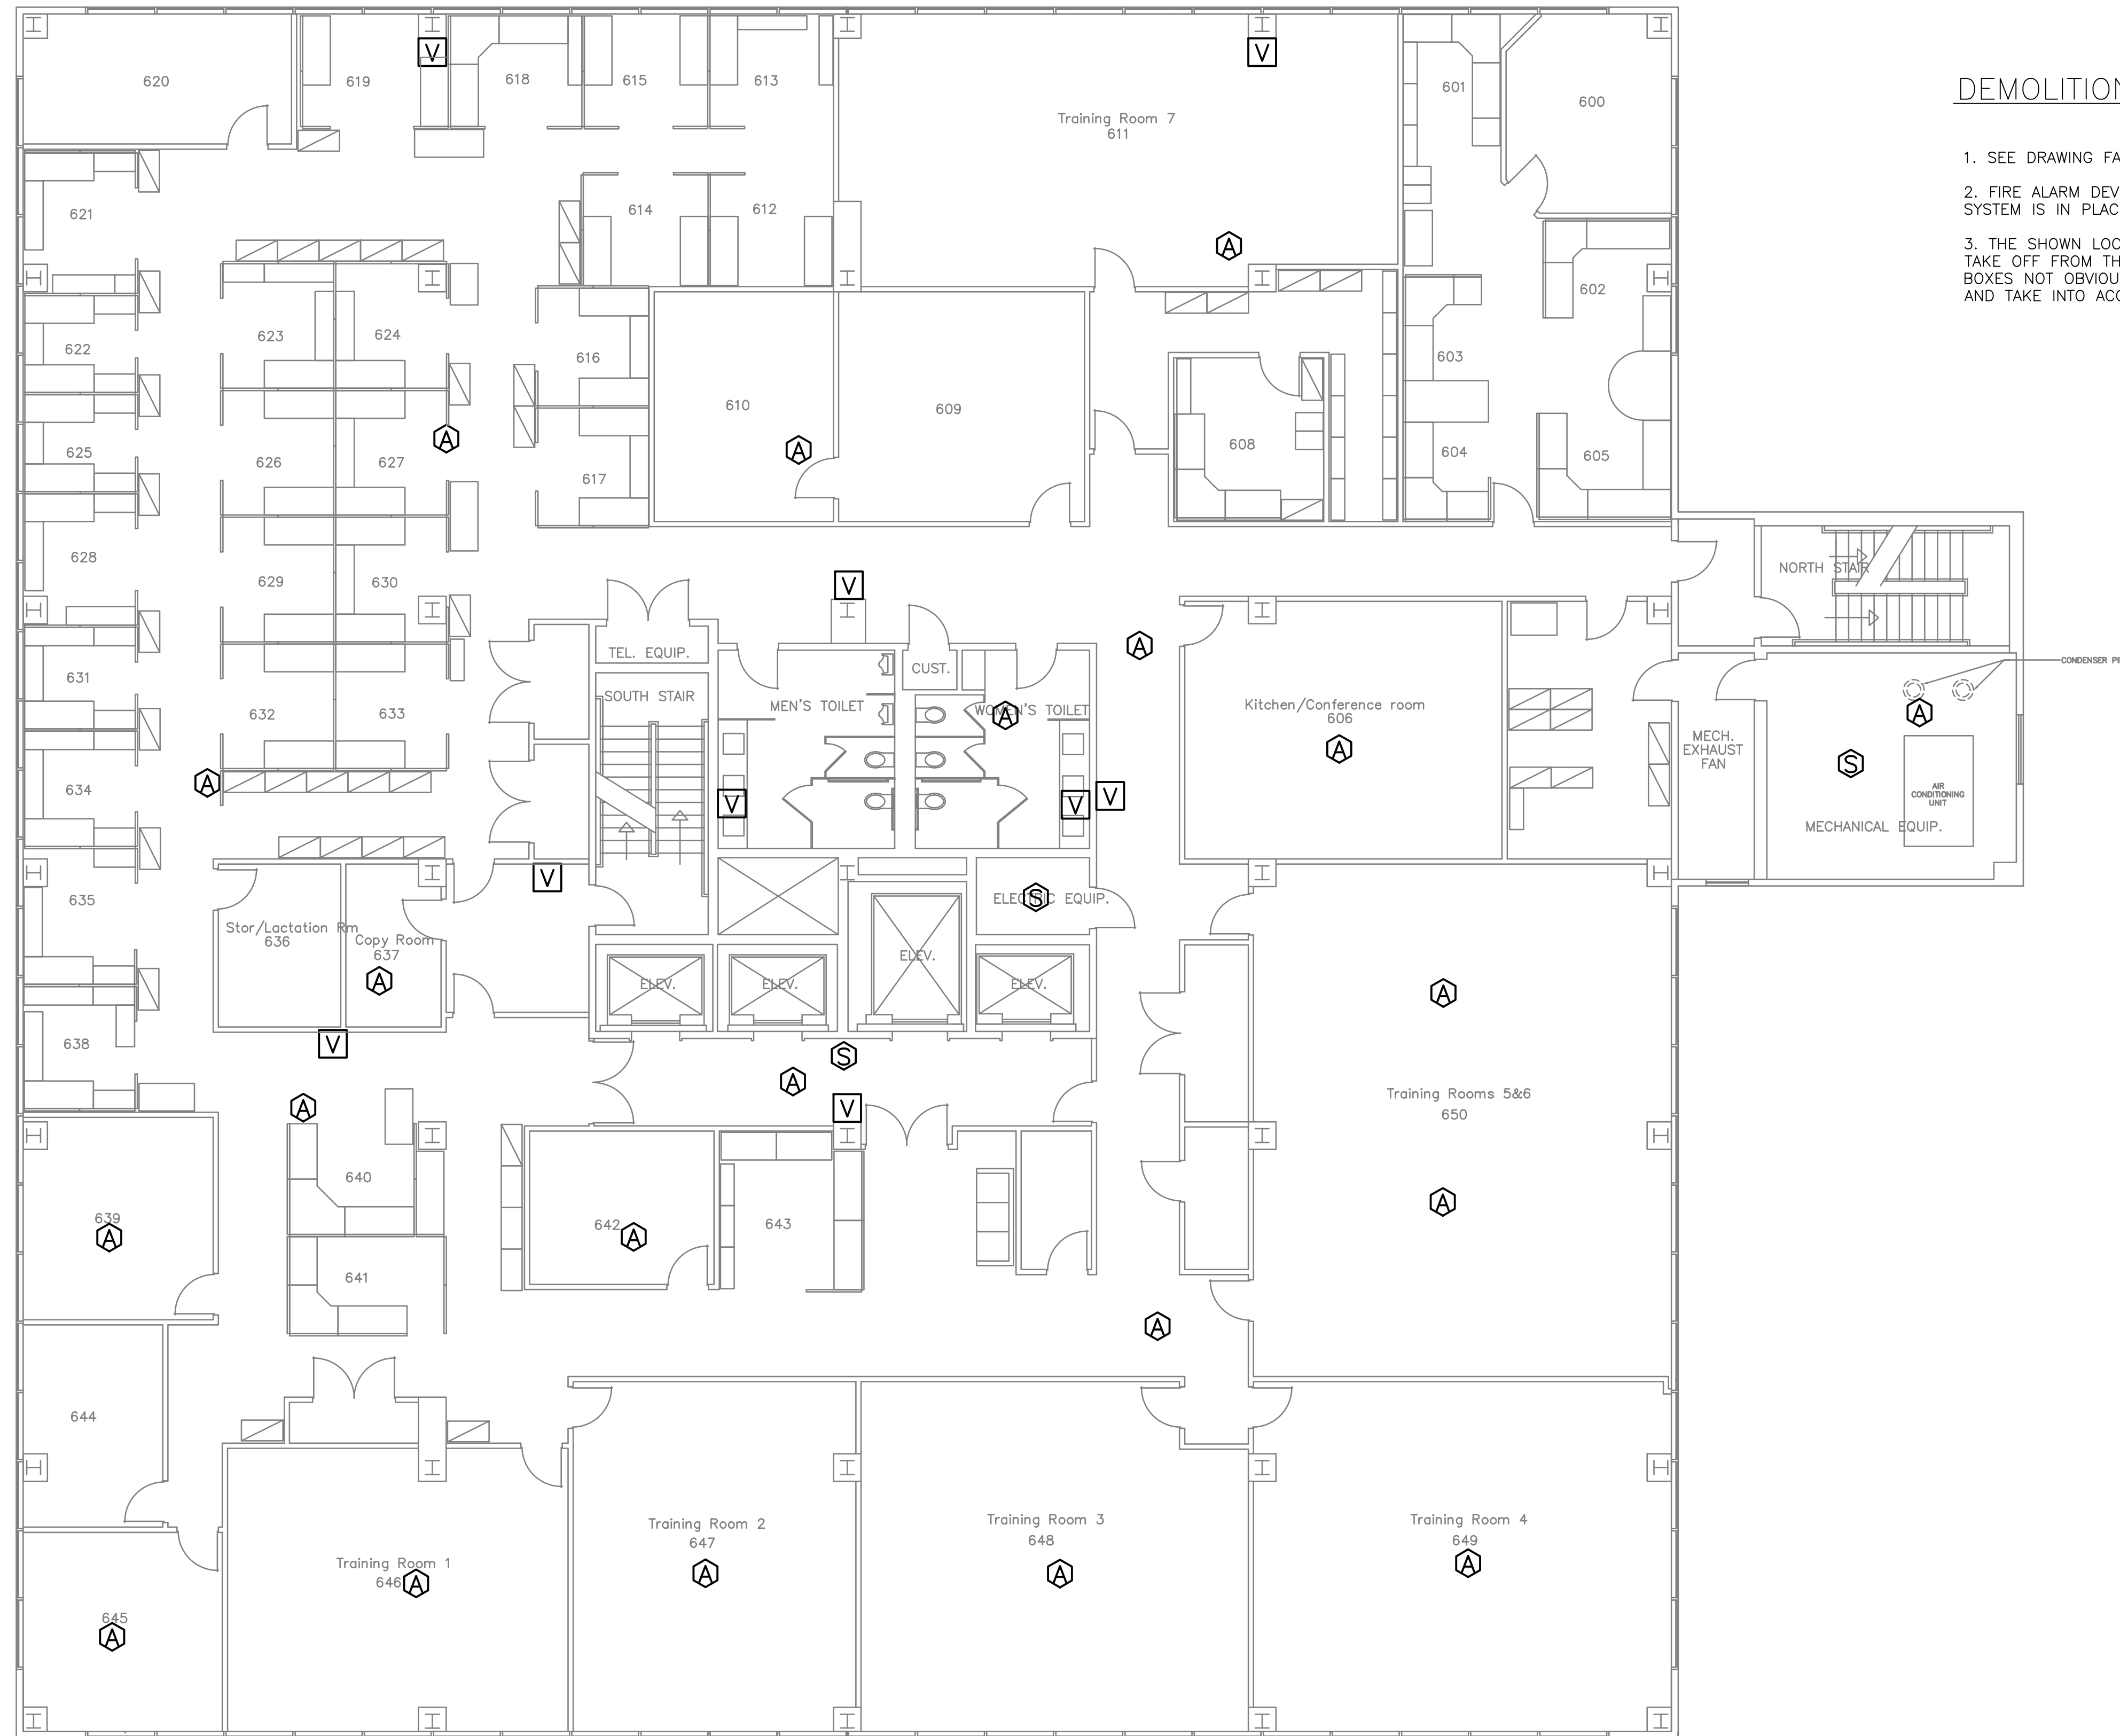 DEMOLITION
1. SEE DRAWING FA
2. FIRE ALARM DEV
SYSTEM IS IN PLAC
3. THE SHOWN LOC
TAKE OFF FROM TH
BOXES NOT OBVIOU
AND TAKE INTO ACC
620
619
V
618
615
613
V
601
600
Training Room 7
611
621
614
612
A
602
623
624
622
616
603
610
609
625
626
627
A
A
608
604
605
617
628
629
630
V
NORTH STAIR
TEL. EQUIP.
A
CUST.
CONDENSER PI
631
SOUTH STAIR
MEN'S TOILET
WOMEN'S TOILET
A
Kitchen/Conference room
606
A
632
633
MECH.
EXHAUST
FAN
A
S
A
634
V
V
V
AIR
CONDITIONING
UNIT
MECHANICAL EQUIP.
V
635
ELECTRIC EQUIP.
S
Stor/Lactation Rm
636
Copy Room
637
A
ELEV.
ELEV.
ELEV.
ELEV.
A
638
V
S
A
A
V
Training Rooms 5&6
650
640
639
A
642
A
643
A
641
A
644
Training Room 1
646
A
Training Room 2
647
A
Training Room 3
648
A
Training Room 4
649
A
645
A